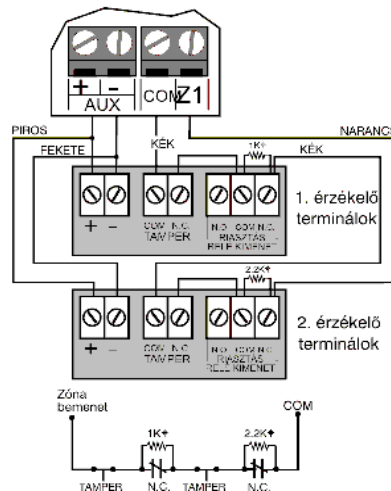 + -
AUX COM Z1
PIROS NARANCS
FEKETE KÉK 1K KÉK
+ - COM N.C. N.O. COM N.C.
TAMPER RIASZTÁS
RELÉ KIMENET
1. érzékelő
terminálok
2.2K
+ - COM N.C. N.O. COM N.C.
TAMPER RIASZTÁS
RELÉ KIMENET
2. érzékelő
terminálok
Zóna
bemenet
COM
1K 2.2K
TAMPER N.C. TAMPER N.C.